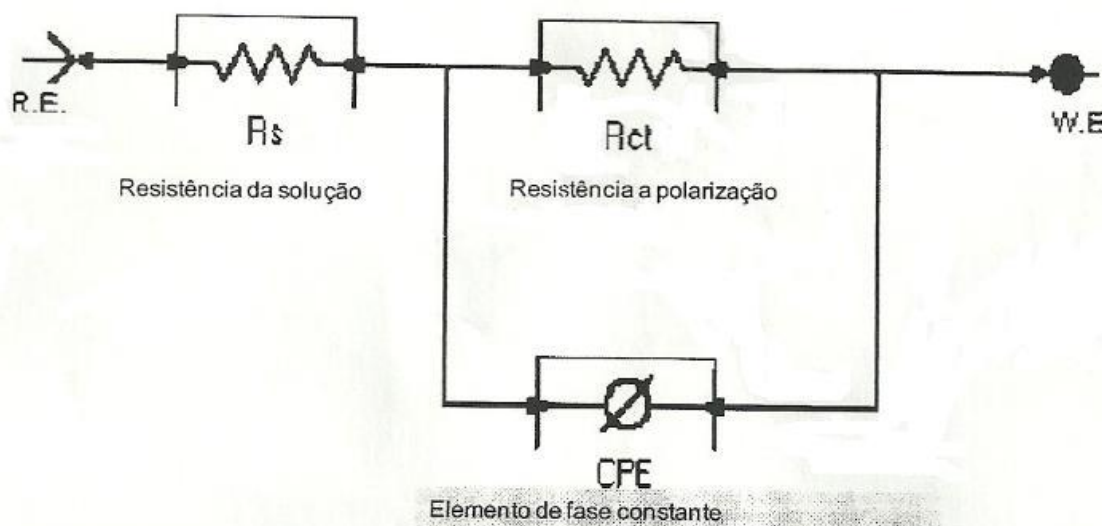 R.E.
Rs
Rct
W.E
Resistência da solução
Resistência a polarização
CPE
Elemento de fase constante